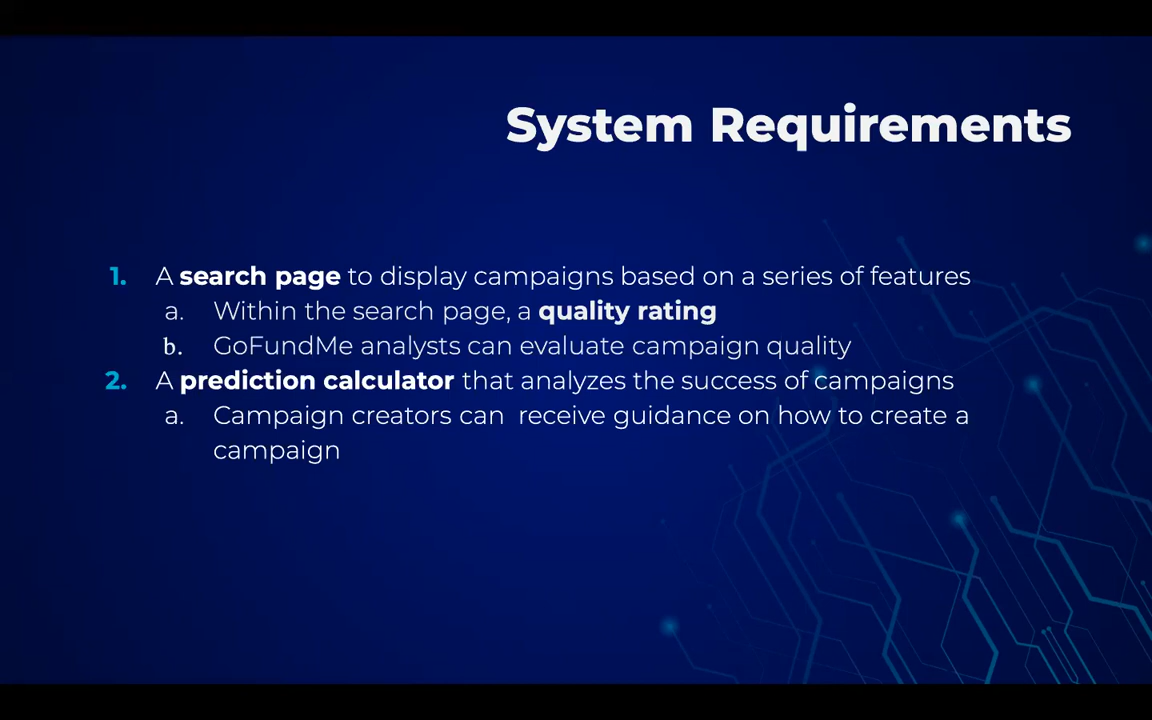 System Requirements
1. A search page to display campaigns based on a series of features
a. Within the search page, a quality rating
b. GoFundMe analysts can evaluate campaign quality
2. A prediction calculator that analyzes the success of campaigns
a. Campaign creators can  receive guidance on how to create a
campaign